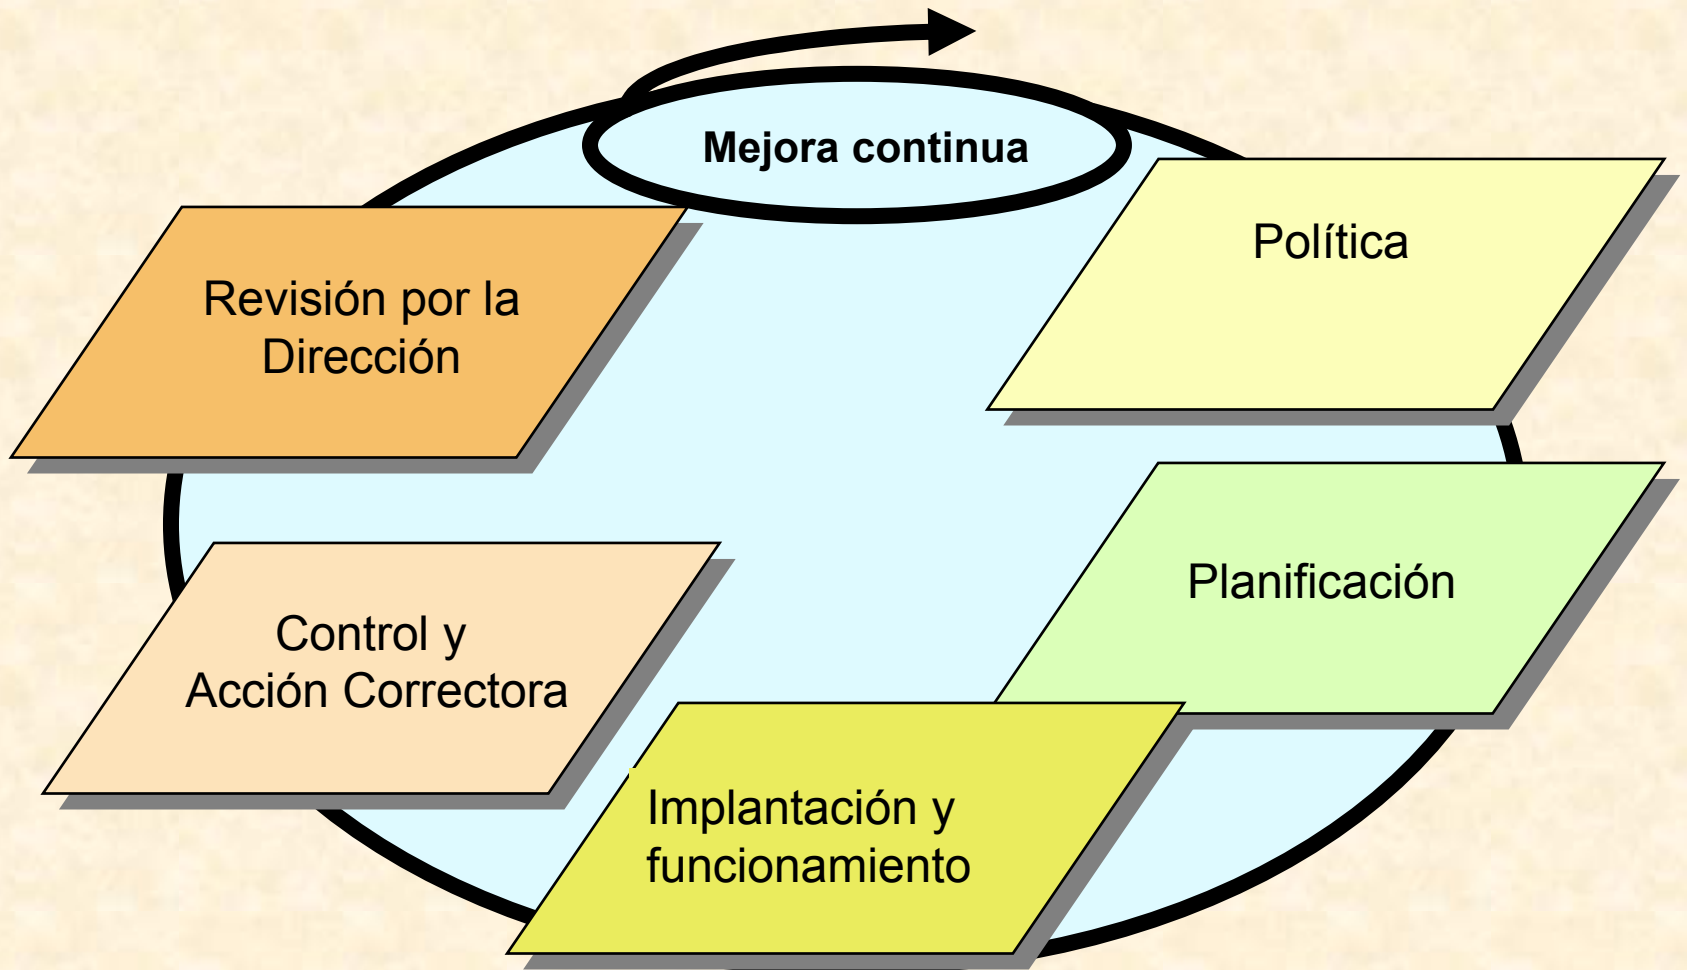 Mejora continua
Política
Revisión por la
Dirección
Planificación
Control y
Acción Correctora
Implantación y
funcionamiento